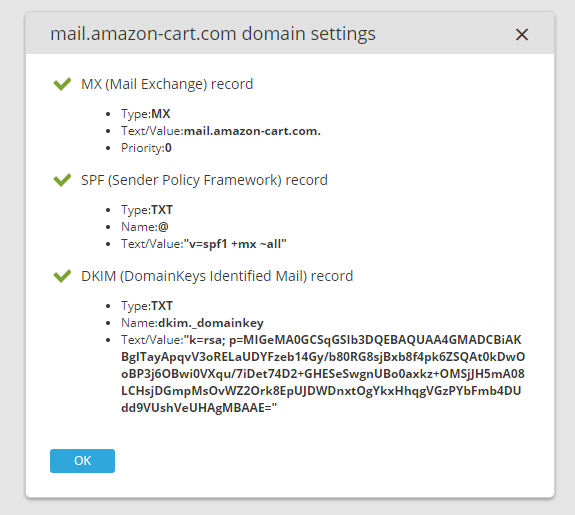 mail.amazon-cart.com domain settings
MX (Mail Exchange) record
Type:MX
Text/Value:mail.amazon-cart.com.
Priority:0
SPF (Sender Policy Framework) record
Type:TXT
Name:@
Text/Value:"v=spf1 +mx ~all"
DKIM (DomainKeys Identified Mail) record
Type:TXT
Name:dkim._domainkey
Text/Value:"k=rsa; p=MIGeMA0GCSqGSIb3DQEBAQUAA4GMADCBiAK
BgITayApqvV3oRELaUDYFzeb14Gy/b80RG8sjBxb8f4pk6ZSQAt0kDwO
oBP3j6OBwi0VXqu/7iDet74D2+GHESeSwgnUBo0axkz+OMSjJH5mA08
LCHsjDGmpMsOvWZ2Ork8EpUJDWDnxtOgYkxHhqgVGzPYbFmb4DU
dd9VUshVeUHAgMBAAE="
OK